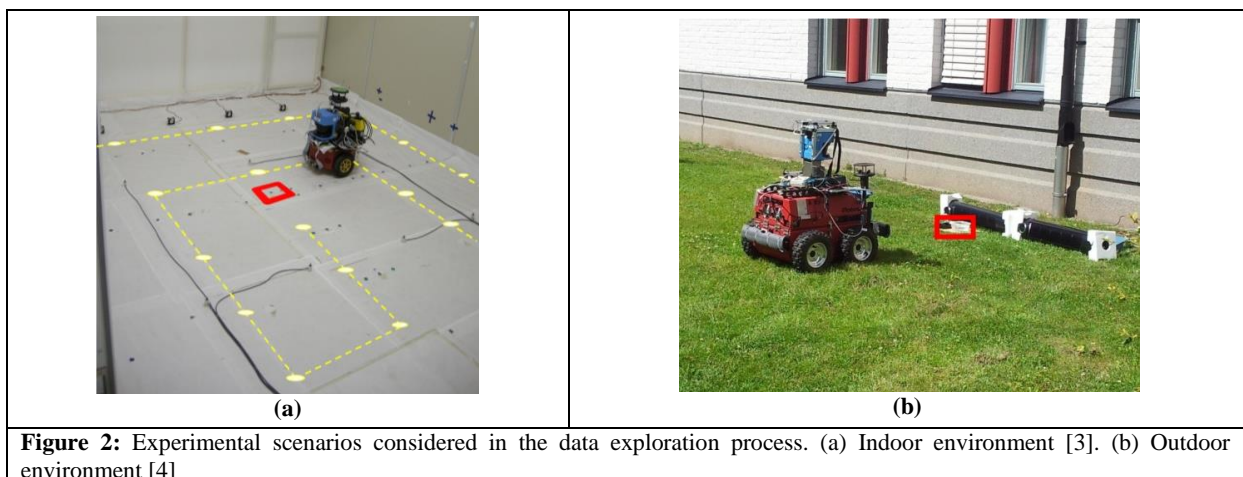 (a)
(b)
Figure 2: Experimental scenarios considered in the data exploration process. (a) Indoor environment [3]. (b) Outdoor
environment [4]